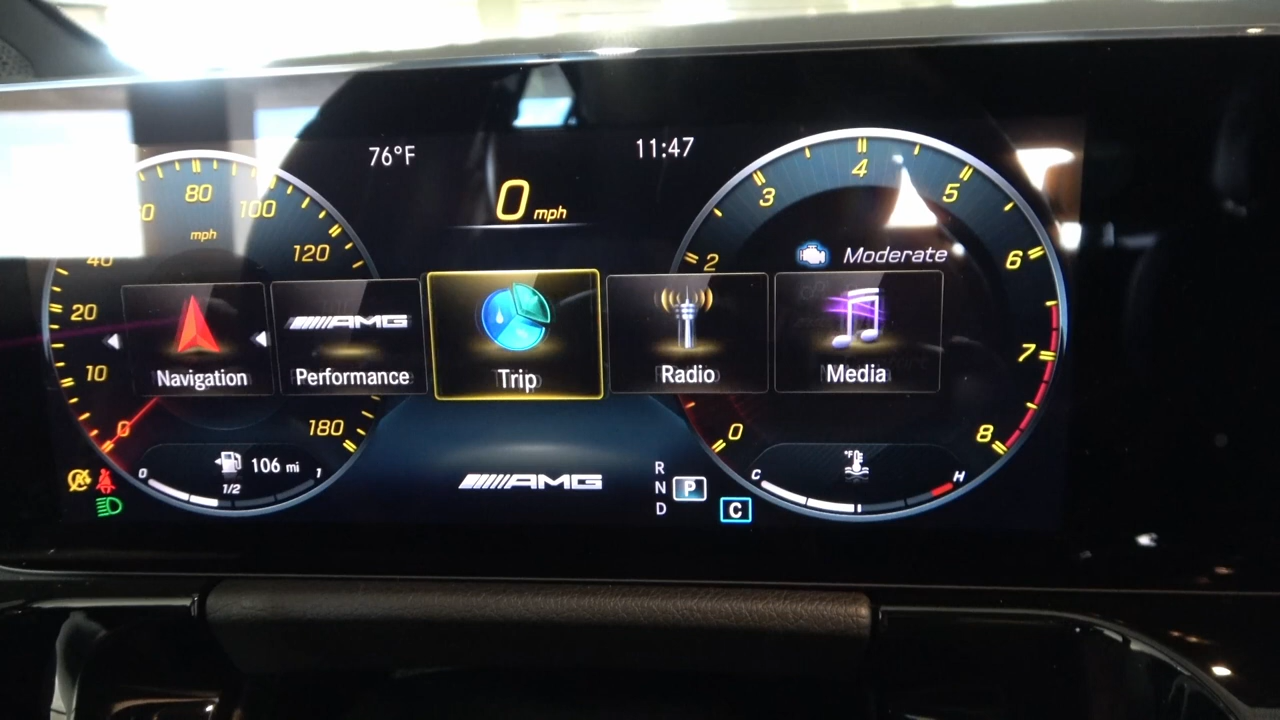 76°F
11:47
0 mph
80
100
mph
120
40
20
10
0
180
4
3
5
2
6
7
8
0
Moderate
Navigation
AMG
Performance
Trip
Radio
Media
0
106 mi
1
1/2
AMG
R
N
D
P
C
C
°F
H